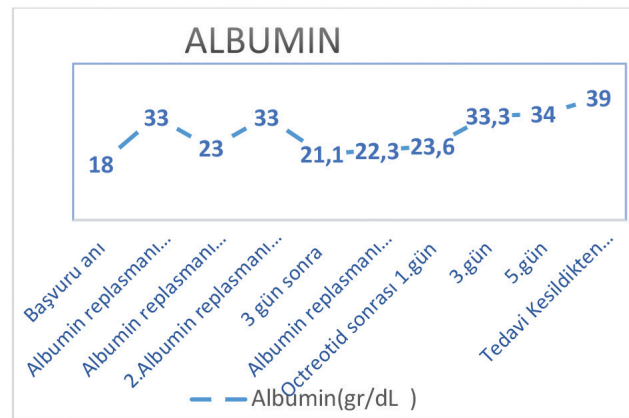 ALBUMIN
18
33
23
33
21,1
22,3
23,6
33,3
34
39
Başvuru anı
Albumin replasmanı...
Albumin replasmanı...
2.Albumin replasmanı...
3 gün sonra
Albumin replasmanı...
Octreotid sonrası 1.gün
3.gün
5.gün
Tedavi Kesildikten...
Albumin(gr/dL )